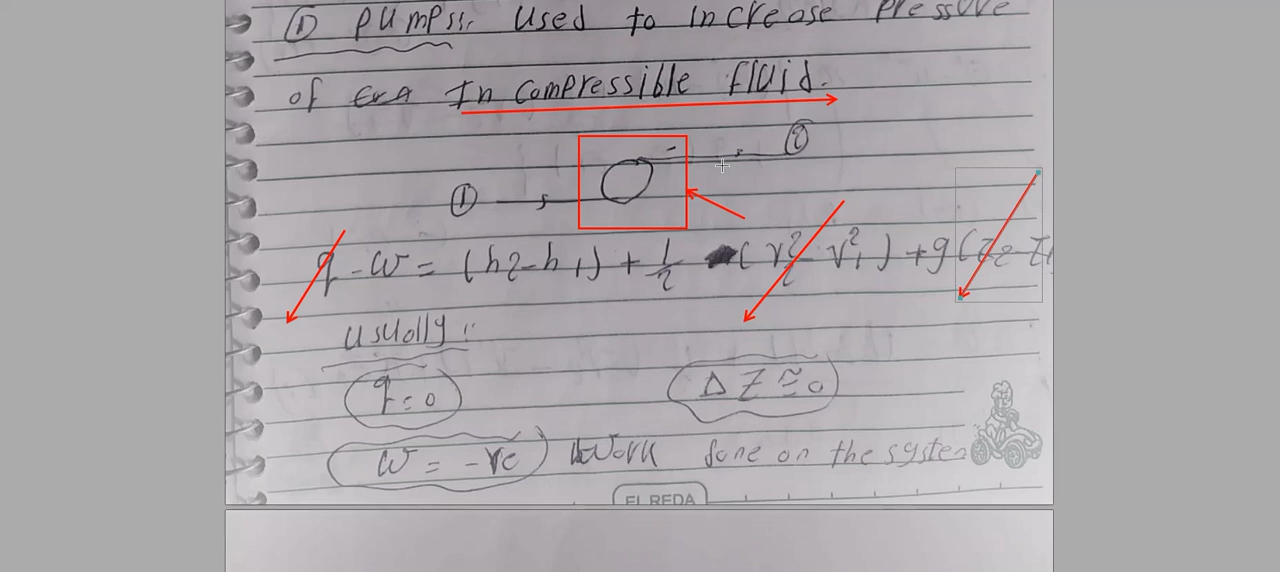 ① Pumps: Used to increase Pressure
of In Compressible fluid.
②
①
q - w = (h2 - h1) + 1/2 (V2² - V1²) + g(Z2 - Z1
usually:
q = 0 ΔZ ≅ 0
w = -ve work done on the system
EL REDA